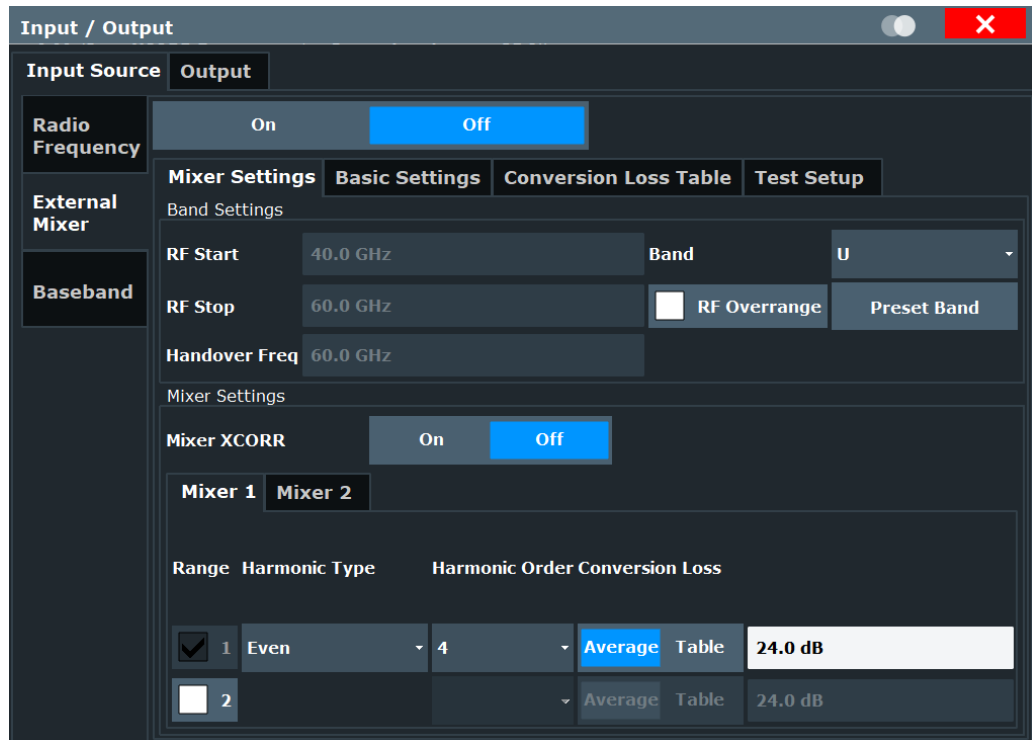 Input / Output
Input Source Output
Radio Frequency
On Off
Mixer Settings Basic Settings Conversion Loss Table Test Setup
External Mixer
Band Settings
RF Start 40.0 GHz Band U
Baseband
RF Stop 60.0 GHz RF Overrange Preset Band
Handover Freq 60.0 GHz
Mixer Settings
Mixer XCORR On Off
Mixer 1 Mixer 2
Range Harmonic Type Harmonic Order Conversion Loss
1 Even 4 Average Table 24.0 dB
2 Average Table 24.0 dB